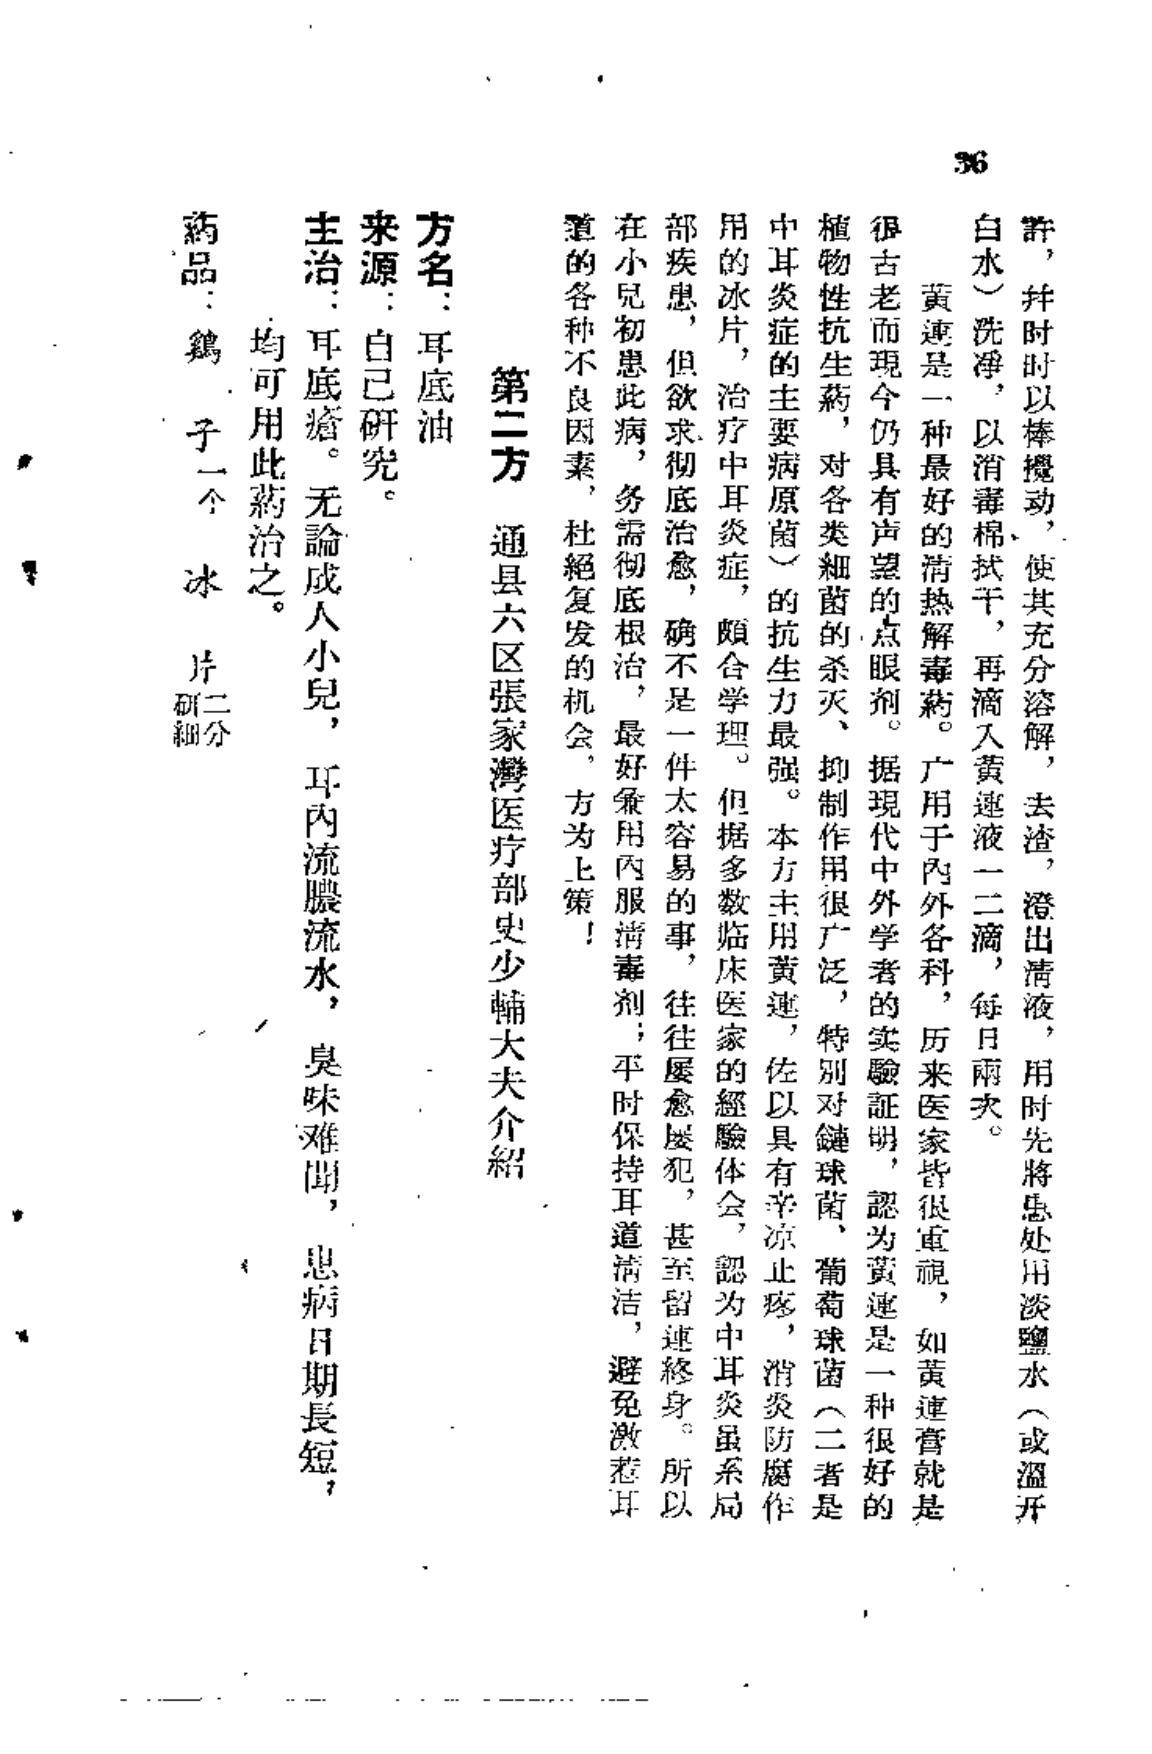 36
許，幷时时以棒攪动，使其充分溶解，去渣，澄出清液，用时先將患处用淡鹽水（或溫开
白水）洗淨，以消毒棉拭干，再滴入黃連液一二滴，每日兩次。
黃連是一种最好的清热解毒葯。广用于內外各科，历来医家皆很重視，如黃連膏就是
很古老而現今仍具有声望的点眼剂。据現代中外学者的实驗証明，認为黃連是一种很好的
植物性抗生葯，对各类細菌的杀灭、抑制作用很广泛，特別对鏈球菌、葡萄球菌（二者是
中耳炎症的主要病原菌）的抗生力最强。本方主用黃連，佐以具有辛凉止疼，消炎防腐作
用的冰片，治疗中耳炎症，頗合学理。但据多数临床医家的經驗体会，認为中耳炎虽系局
部疾患，但欲求彻底治愈，确不是一件太容易的事，往往屡愈屡犯，甚至留連終身。所以
在小兒初患此病，务需彻底根治，最好兼用內服清毒剂；平时保持耳道清洁，避免激惹耳
道的各种不良因素，杜絕复发的机会，方为上策！
第二方　通县六区張家灣医疗部史少輔大夫介紹
方名：耳底油
来源：自己研究。
主治：耳底瘡。无論成人小兒，耳內流膿流水，臭味难聞，患病日期長短，
均可用此葯治之。
葯品：鷄子一个　冰片二分研細